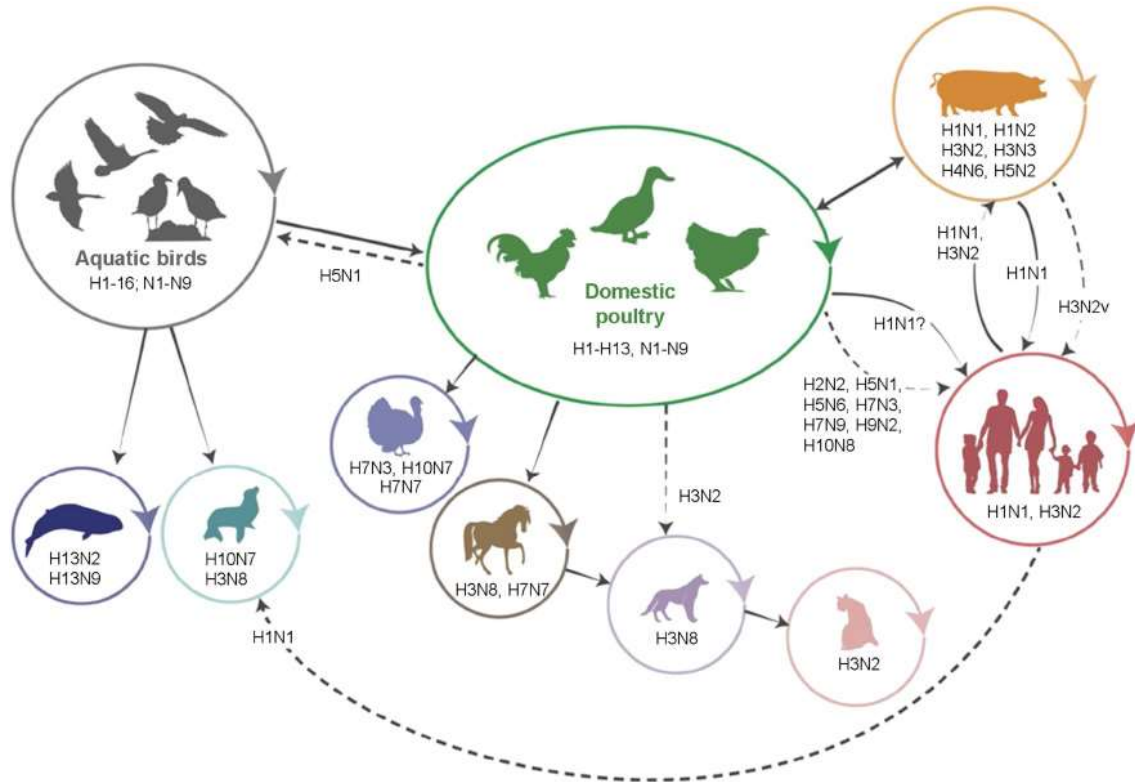 Aquatic birds
H1-16; N1-N9
H5N1
Domestic
poultry
H1-H13, N1-N9
H1N1, H1N2
H3N2, H3N3
H4N6, H5N2
H1N1,
H3N2
H1N1
H3N2v
H1N1?
H2N2, H5N1,
H5N6, H7N3,
H7N9, H9N2,
H10N8
H1N1, H3N2
H7N3, H10N7
H7N7
H3N2
H13N2
H13N9
H10N7
H3N8
H3N8, H7N7
H3N8
H3N2
H1N1